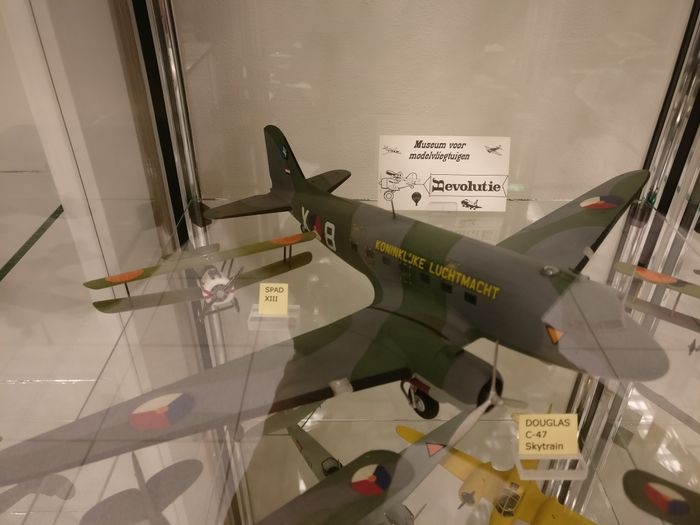 Museum voor
modelvliegtuigen
Revolutie
X 8
KONINKLIJKE LUCHTMACHT
SPAD
XIII
DOUGLAS
C-47
Skytrain